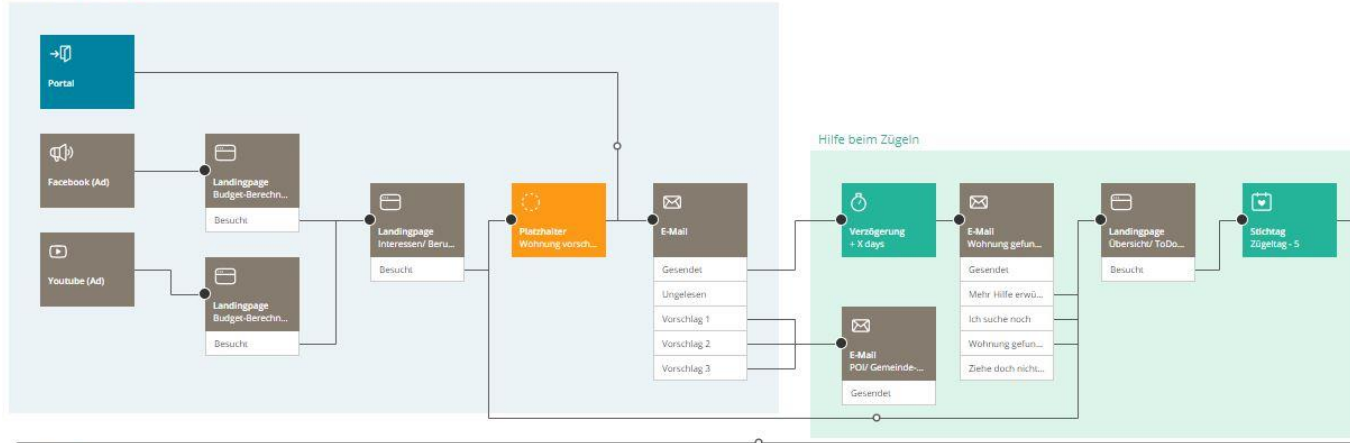 Portal
Facebook (Ad)
Landingpage
Budget-Berechn...
Besucht
Youtube (Ad)
Landingpage
Budget-Berechn...
Besucht
Landingpage
Interessen/ Beru...
Besucht
Platzhalter
Wohnung vorsch...
E-Mail
Gesendet
Ungelesen
Vorschlag 1
Vorschlag 2
Vorschlag 3
Hilfe beim Zügeln
Verzögerung
+ X days
E-Mail
POI/ Gemeinde-...
Gesendet
E-Mail
Wohnung gefun...
Gesendet
Mehr Hilfe erwü...
Ich suche noch
Wohnung gefun...
Ziehe doch nicht...
Landingpage
Übersicht/ ToDo...
Besucht
Stichtag
Zügeltag - 5